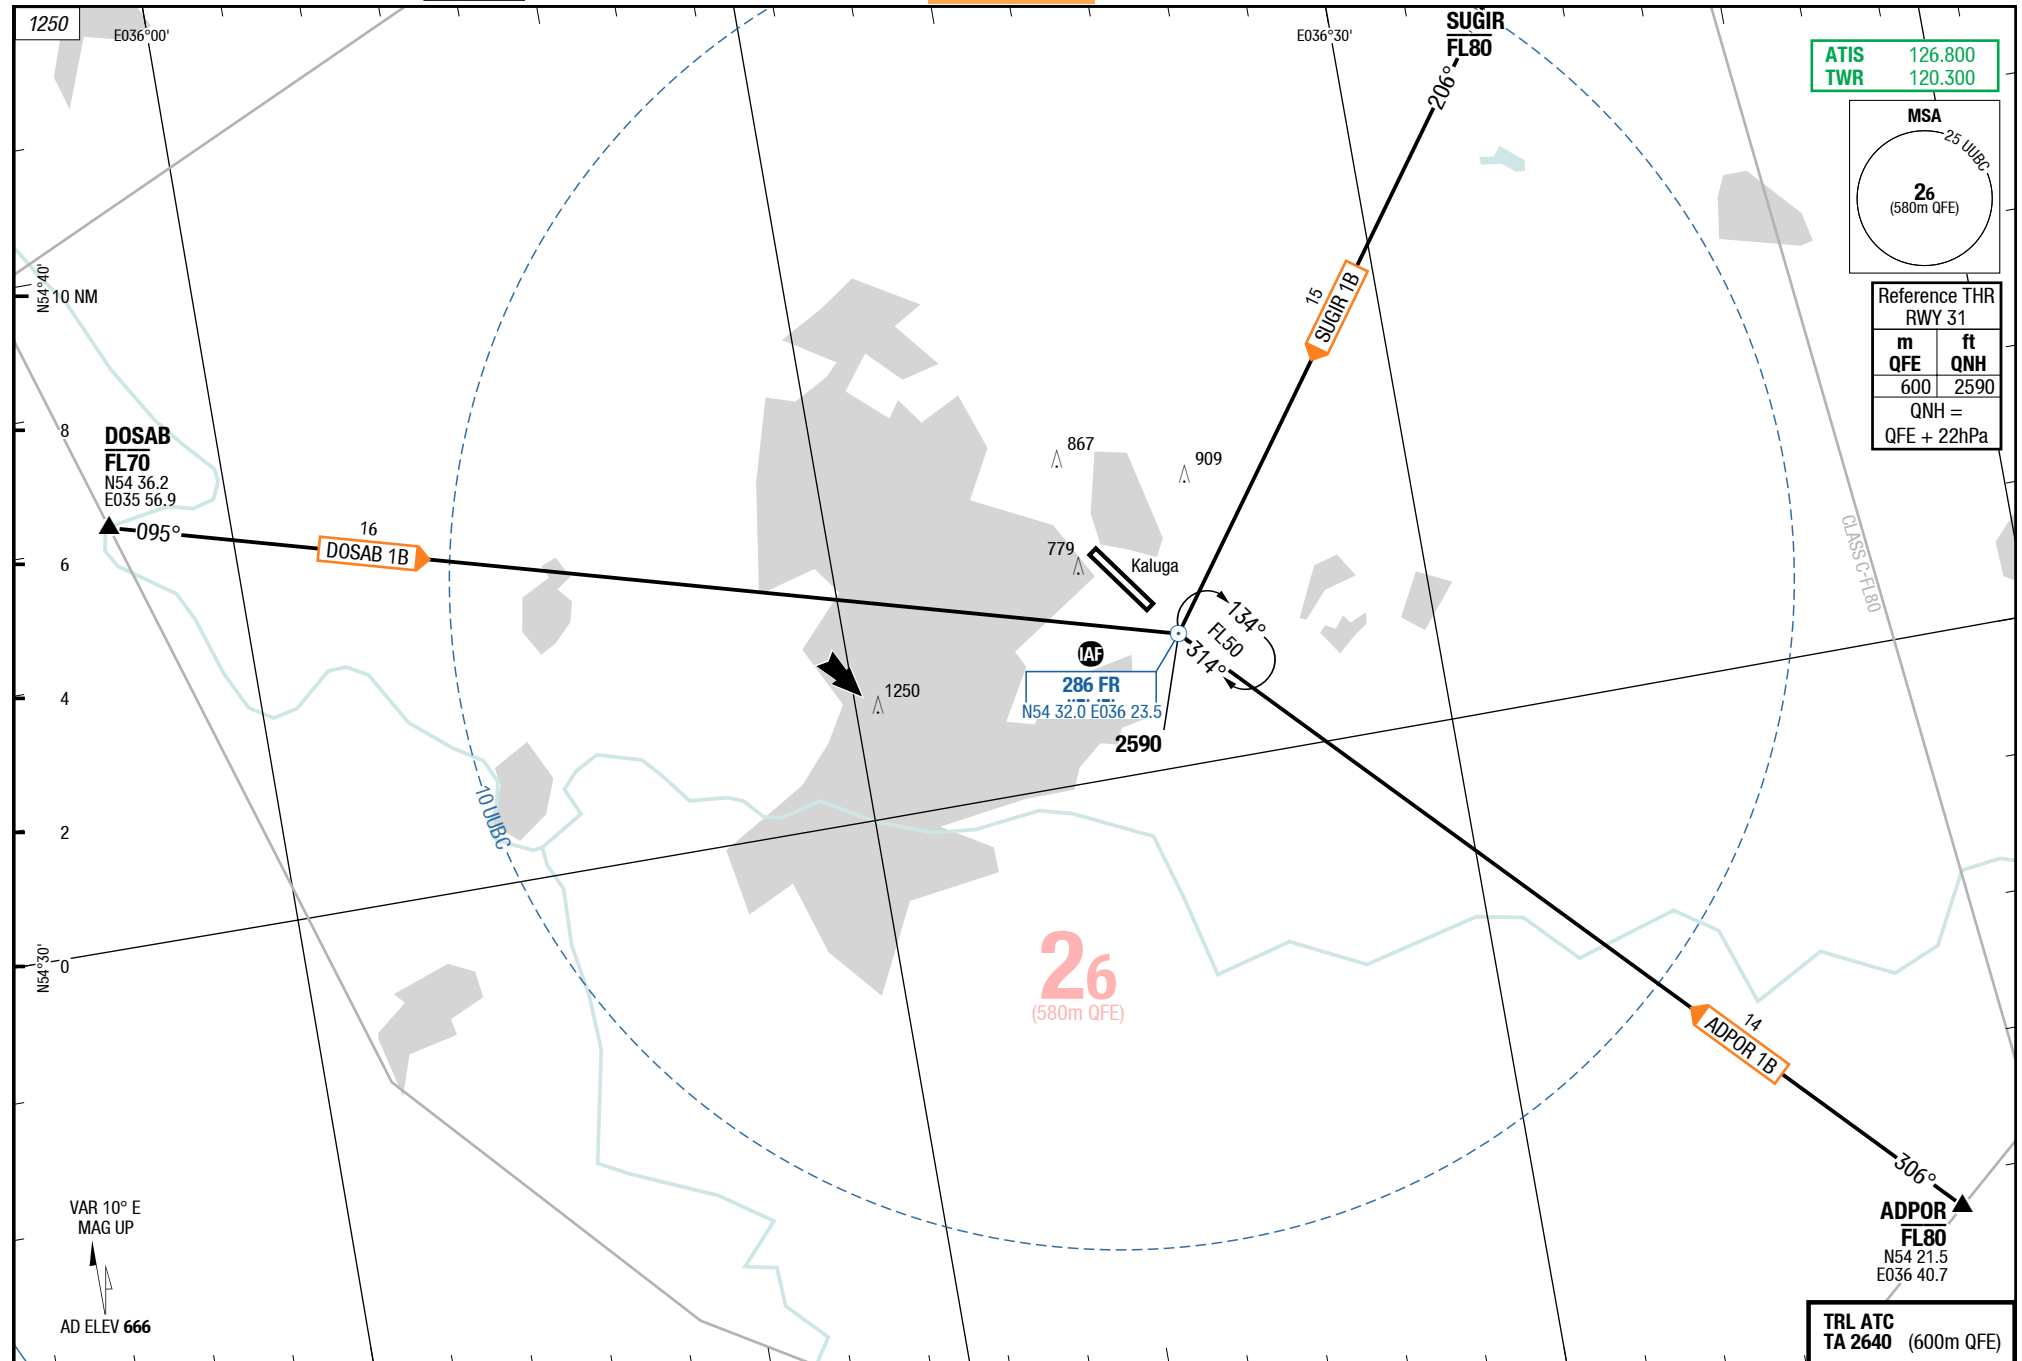 1250
E036°00'
E036°30'
SUGIR
FL80
206°
ATIS 126.800
TWR 120.300
MSA
25 UUBC
26
(580m QFE)
Reference THR
RWY 31
m ft
QFE QNH
600 2590
QNH =
QFE + 22hPa
N54°40'
10 NM
8
6
4
2
0
N54°30'
15
SUGIR 1B
DOSAB
FL70
N54 36.2
E035 56.9
095°
16
DOSAB 1B
867
909
779
Kaluga
1250
IAF
286 FR
N54 32.0 E036 23.5
2590
134°
FL50
314°
CLASS C-FL80
10 UUBC
26
(580m QFE)
14
ADPOR 1B
306°
ADPOR
FL80
N54 21.5
E036 40.7
VAR 10° E
MAG UP
AD ELEV 666
TRL ATC
TA 2640 (600m QFE)